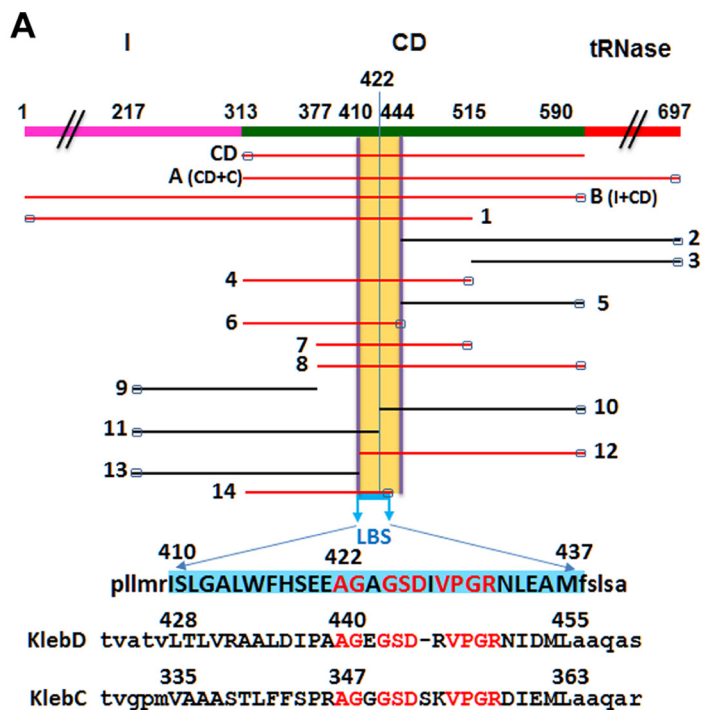 A
I CD tRNase
422
1 217 313 377 410 444 515 590 697
CD
A (CD+C)
B (I+CD)
1
2
3
4
5
6
7
8
9
10
11
12
13
14
LBS
410 422 437
pllmrISLGALWFHSEEAGAGSDIVPGRNLEAMfslsa
428 440 455
KlebD tvatvLTLVRAALDIPAAGEGSD-RVPGRNIDMLaaqas
335 347 363
KlebC tvgpmVAAASTLFFSPRAGGGSDSKVPGRDIEMLaaqar